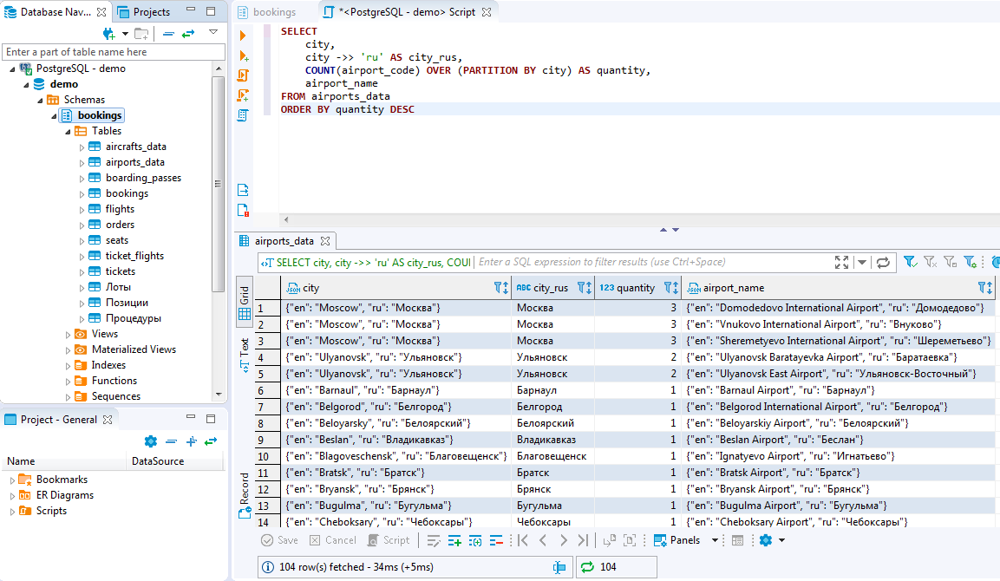 Database Nav...
Projects
Enter a part of table name here
PostgreSQL - demo
demo
Schemas
bookings
Tables
aircrafts_data
airports_data
boarding_passes
bookings
flights
orders
seats
ticket_flights
tickets
Лоты
Позиции
Процедуры
Views
Materialized Views
Indexes
Functions
Sequences
Project - General
Name DataSource
Bookmarks
ER Diagrams
Scripts
bookings
*<PostgreSQL - demo> Script
SELECT
city,
city ->> 'ru' AS city_rus,
COUNT(airport_code) OVER (PARTITION BY city) AS quantity,
airport_name
FROM airports_data
ORDER BY quantity DESC
airports_data
SELECT city, city ->> 'ru' AS city_rus, COUI
Enter a SQL expression to filter results (use Ctrl+Space)
Grid
Text
Record
JSON city ABC city_rus 123 quantity JSON airport_name
1 {"en": "Moscow", "ru": "Москва"} Москва 3 {"en": "Domodedovo International Airport", "ru": "Домодедово"}
2 {"en": "Moscow", "ru": "Москва"} Москва 3 {"en": "Vnukovo International Airport", "ru": "Внуково"}
3 {"en": "Moscow", "ru": "Москва"} Москва 3 {"en": "Sheremetyevo International Airport", "ru": "Шереметьево"}
4 {"en": "Ulyanovsk", "ru": "Ульяновск"} Ульяновск 2 {"en": "Ulyanovsk Baratayevka Airport", "ru": "Баратаевка"}
5 {"en": "Ulyanovsk", "ru": "Ульяновск"} Ульяновск 2 {"en": "Ulyanovsk East Airport", "ru": "Ульяновск-Восточный"}
6 {"en": "Barnaul", "ru": "Барнаул"} Барнаул 1 {"en": "Barnaul Airport", "ru": "Барнаул"}
7 {"en": "Belgorod", "ru": "Белгород"} Белгород 1 {"en": "Belgorod International Airport", "ru": "Белгород"}
8 {"en": "Beloyarsky", "ru": "Белоярский"} Белоярский 1 {"en": "Beloyarskiy Airport", "ru": "Белоярский"}
9 {"en": "Beslan", "ru": "Владикавказ"} Владикавказ 1 {"en": "Beslan Airport", "ru": "Беслан"}
10 {"en": "Blagoveschensk", "ru": "Благовещенск"} Благовещенск 1 {"en": "Ignatyevo Airport", "ru": "Игнатьево"}
11 {"en": "Bratsk", "ru": "Братск"} Братск 1 {"en": "Bratsk Airport", "ru": "Братск"}
12 {"en": "Bryansk", "ru": "Брянск"} Брянск 1 {"en": "Bryansk Airport", "ru": "Брянск"}
13 {"en": "Bugulma", "ru": "Бугульма"} Бугульма 1 {"en": "Bugulma Airport", "ru": "Бугульма"}
14 {"en": "Cheboksary", "ru": "Чебоксары"} Чебоксары 1 {"en": "Cheboksary Airport", "ru": "Чебоксары"}
Save Cancel Script Panels
104 row(s) fetched - 34ms (+5ms) 104